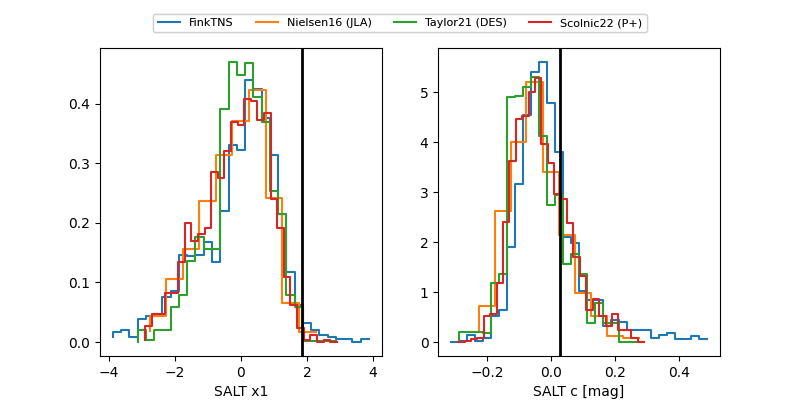 FinkTNS Nielsen16 (JLA) Taylor21 (DES) Scolnic22 (P+)
0.4
0.3
0.2
0.1
0.0
−4 −2 0 2 4
SALT x1
5
4
3
2
1
0
−0.2 0.0 0.2 0.4
SALT c [mag]